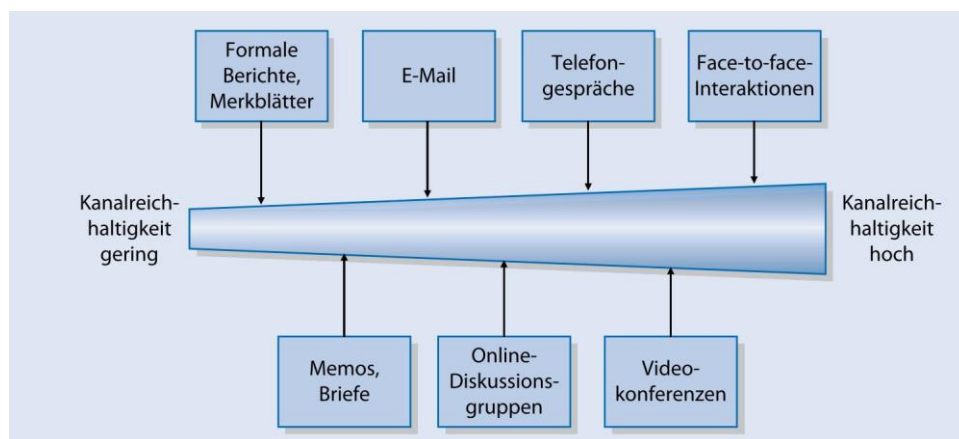 Formale
Berichte,
Merkblätter
E-Mail
Telefon-
gespräche
Face-to-face-
Interaktionen
Kanalreich-
haltigkeit
gering
Kanalreich-
haltigkeit
hoch
Memos,
Briefe
Online-
Diskussions-
gruppen
Video-
konferenzen